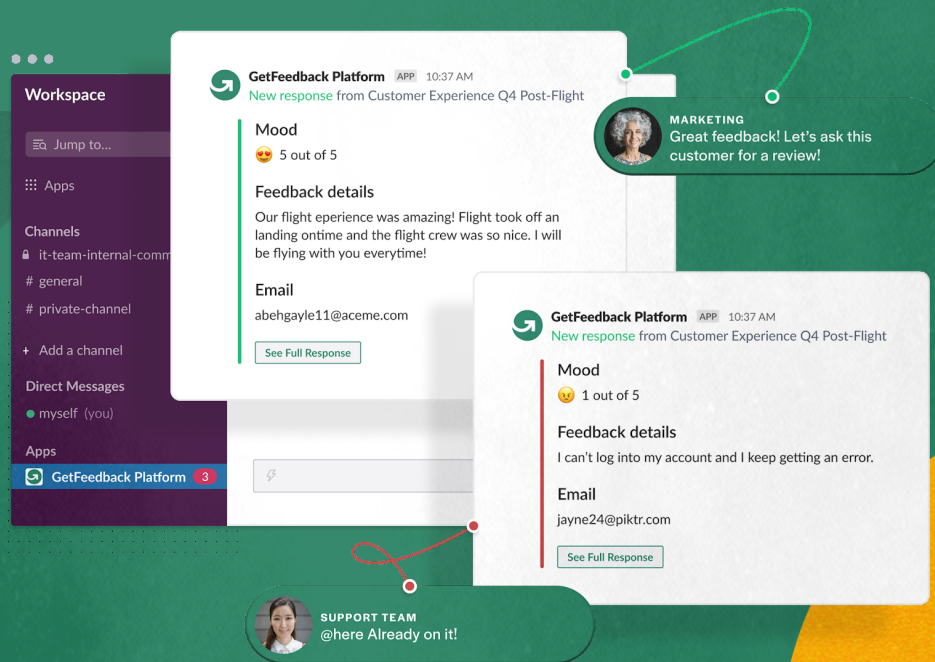 Workspace
Jump to...
Apps
Channels
it-team-internal-comm
# general
# private-channel
+ Add a channel
Direct Messages
myself (you)
Apps
GetFeedback Platform 3
GetFeedback Platform APP 10:37 AM
New response from Customer Experience Q4 Post-Flight
Mood
5 out of 5
Feedback details
Our flight eperience was amazing! Flight took off an
landing ontime and the flight crew was so nice. I will
be flying with you everytime!
Email
abehgayle11@aceme.com
See Full Response
MARKETING
Great feedback! Let's ask this
customer for a review!
GetFeedback Platform APP 10:37 AM
New response from Customer Experience Q4 Post-Flight
Mood
1 out of 5
Feedback details
I can't log into my account and I keep getting an error.
Email
jayne24@piktr.com
See Full Response
SUPPORT TEAM
@here Already on it!